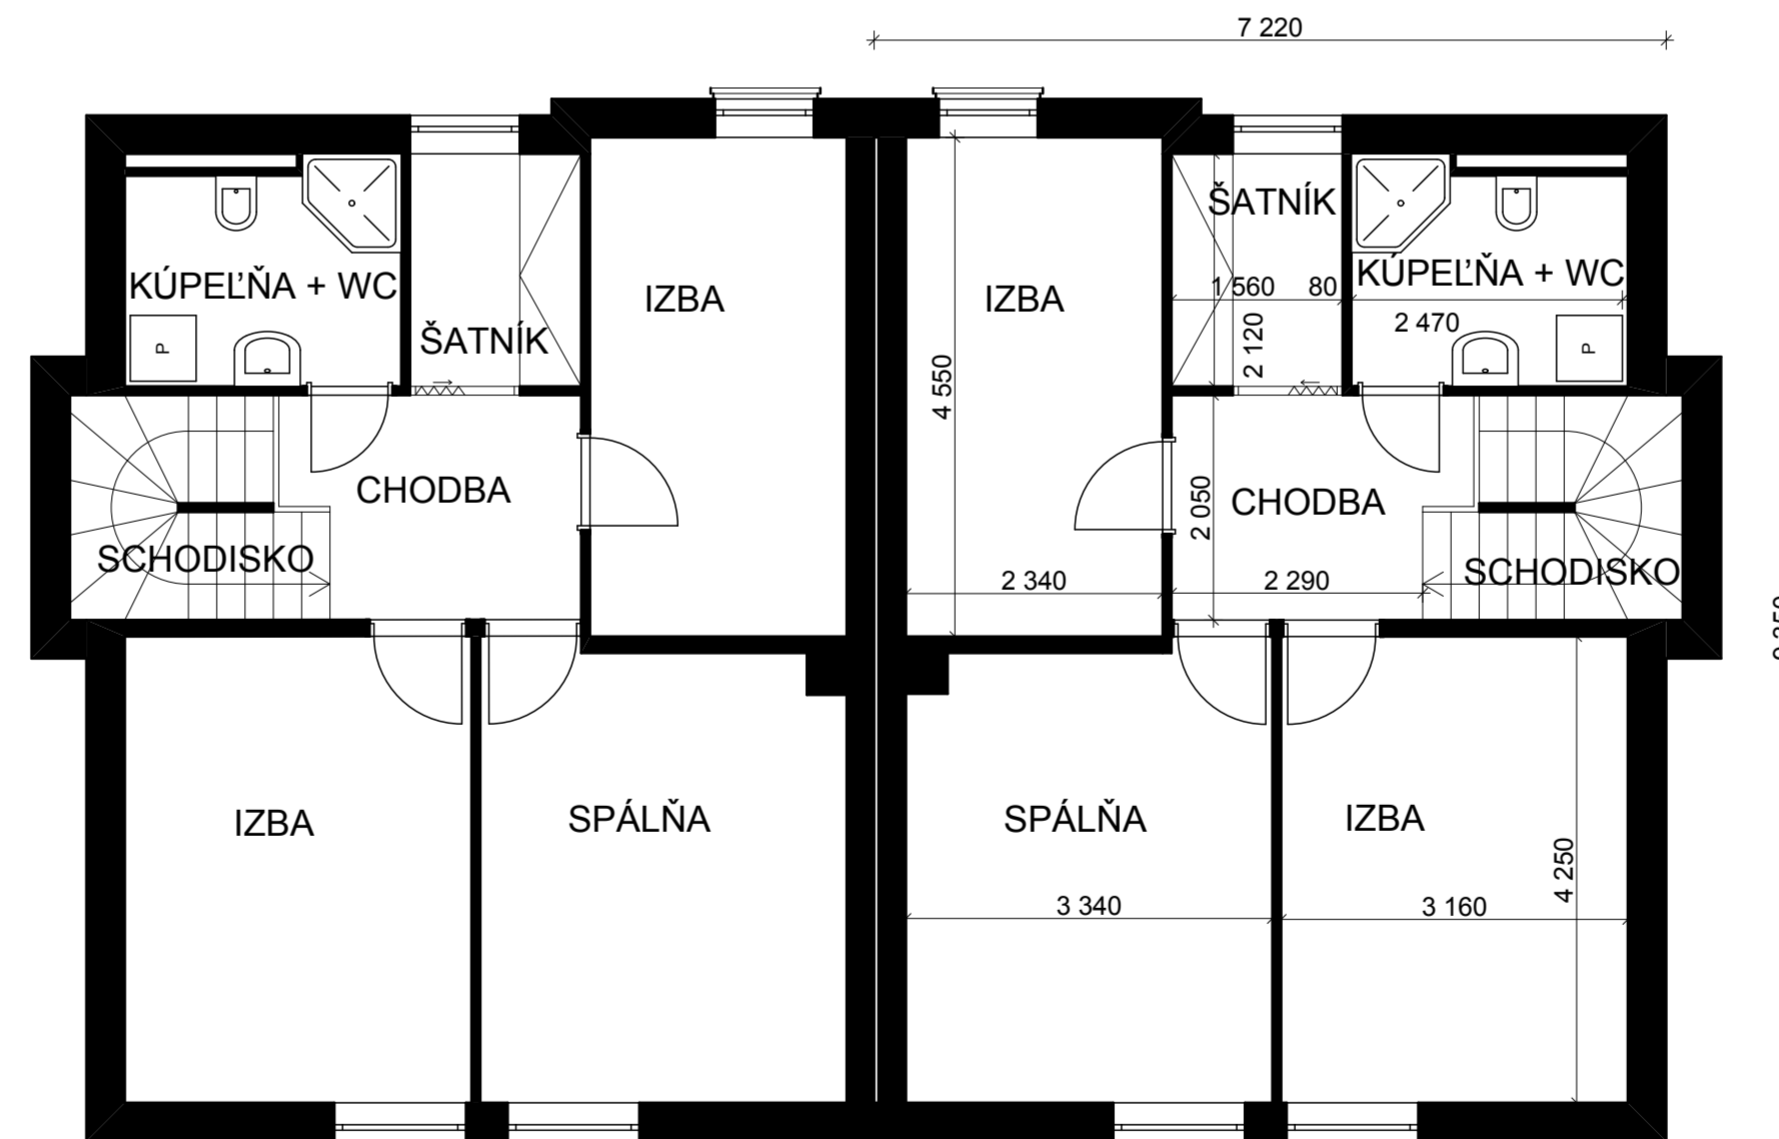 7 220
ŠATNÍK
KÚPEĽŇA + WC
KÚPEĽŇA + WC
1 560
80
IZBA
IZBA
2 470
ŠATNÍK
2 120
P
P
4 550
CHODBA
CHODBA
2 050
SCHODISKO
2 340
2 290
SCHODISKO
IZBA
SPÁLŇA
SPÁLŇA
IZBA
4 250
3 340
3 160